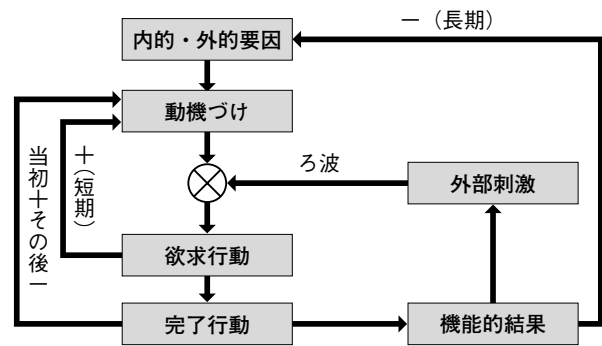 内的・外的要因
ー（長期）
動機づけ
当初＋その後ー
＋（短期）
ろ波
外部刺激
欲求行動
完了行動
機能的結果